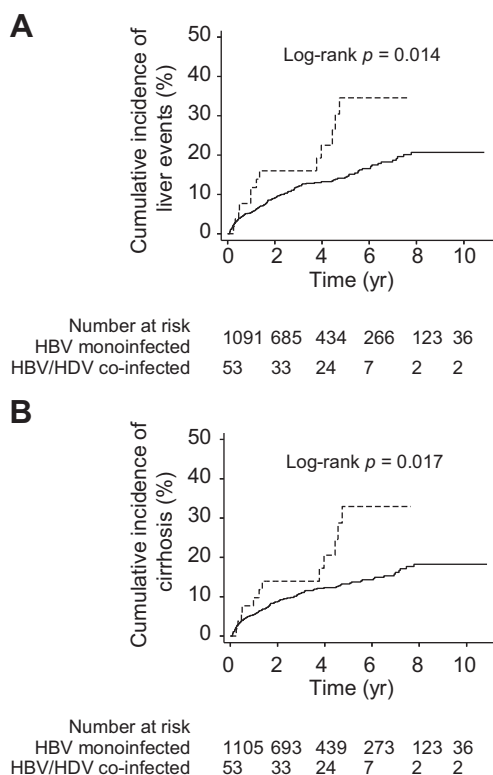 A
Log-rank p = 0.014
Cumulative incidence of
liver events (%)
50
40
30
20
10
0
0 2 4 6 8 10
Time (yr)
Number at risk
HBV monoinfected 1091 685 434 266 123 36
HBV/HDV co-infected 53 33 24 7 2 2
B
Log-rank p = 0.017
Cumulative incidence of
cirrhosis (%)
50
40
30
20
10
0
0 2 4 6 8 10
Time (yr)
Number at risk
HBV monoinfected 1105 693 439 273 123 36
HBV/HDV co-infected 53 33 24 7 2 2